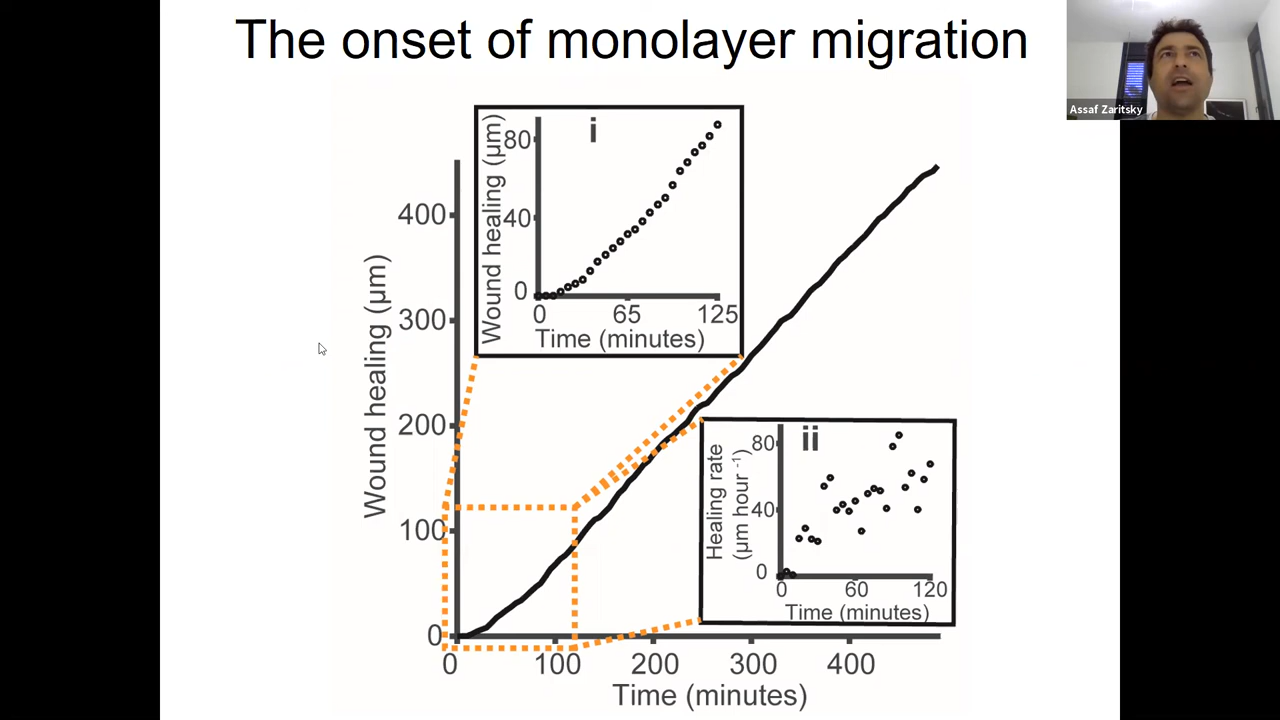 The onset of monolayer migration
Assaf Zaritsky
Wound healing (µm)
400
300
200
100
0
0 100 200 300 400
Time (minutes)
i
Wound healing (µm)
80
40
0
0 65 125
Time (minutes)
ii
Healing rate
(µm hour⁻¹)
80
40
0
0 60 120
Time (minutes)